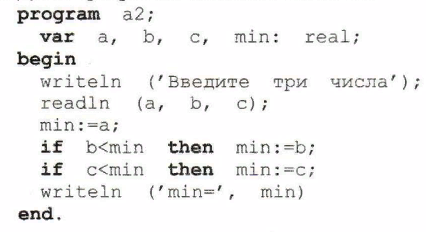 program a2;
var a, b, c, min: real;
begin
writeln ('Введите три числа');
readln (a, b, c);
min:=a;
if b<min then min:=b;
if c<min then min:=c;
writeln ('min=', min)
end.